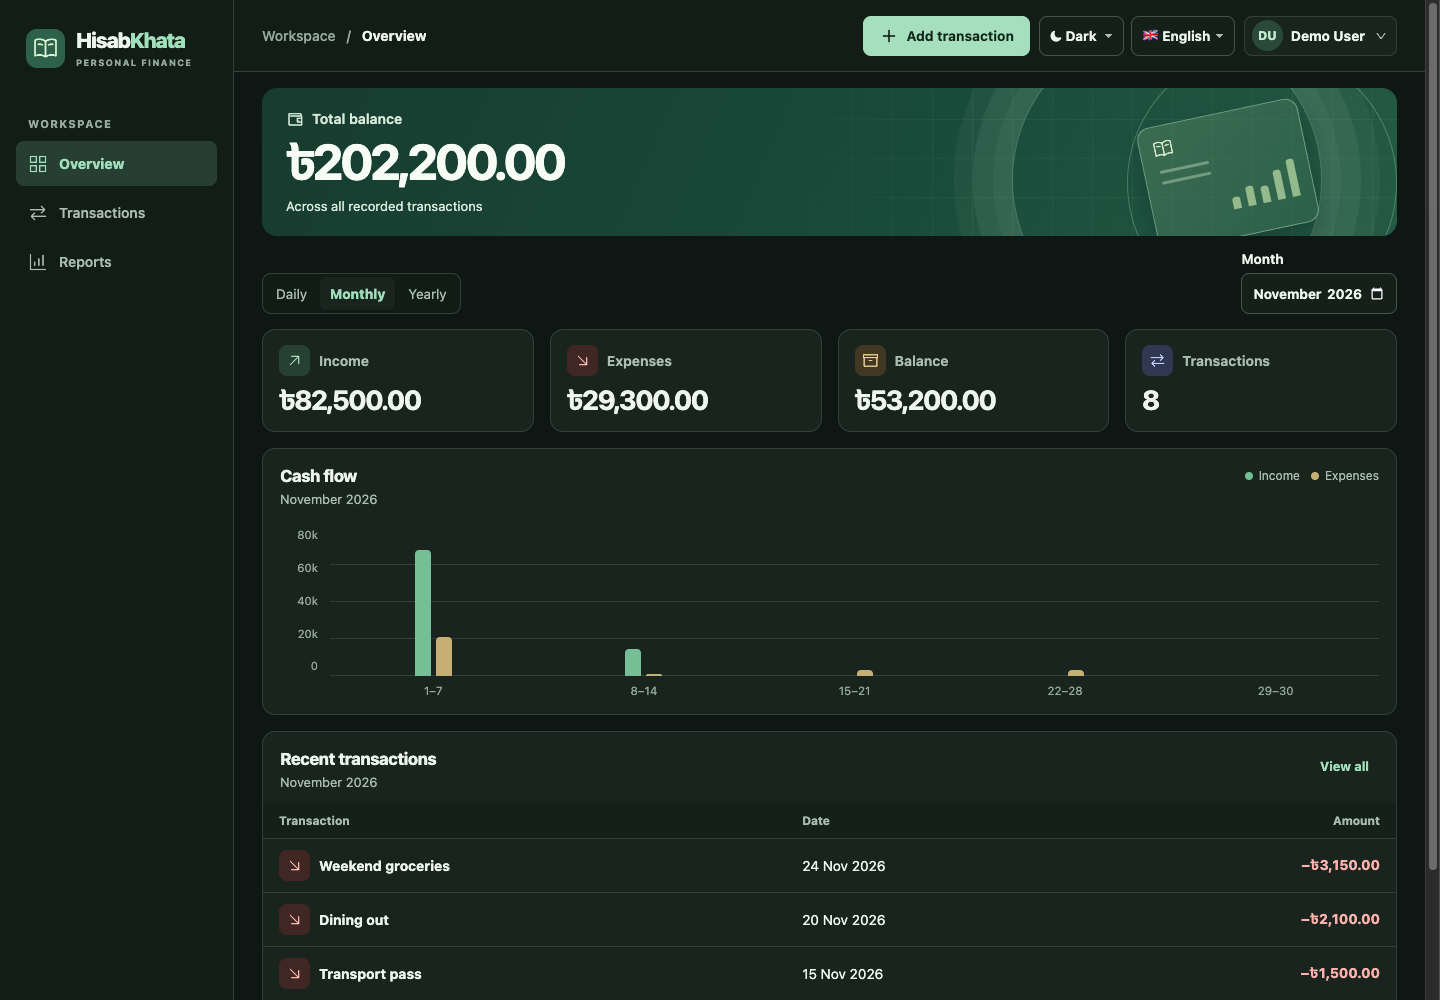 HisabKhata
PERSONAL FINANCE
WORKSPACE
Overview
Transactions
Reports
Workspace / Overview
Add transaction
Dark
English
DU
Demo User
Total balance
৳202,200.00
Across all recorded transactions
Daily
Monthly
Yearly
Month
November 2026
Income
৳82,500.00
Expenses
৳29,300.00
Balance
৳53,200.00
Transactions
8
Cash flow
November 2026
Income
Expenses
80k
60k
40k
20k
0
1–7
8–14
15–21
22–28
29–30
Recent transactions
November 2026
View all
Transaction Date Amount
Weekend groceries 24 Nov 2026 −৳3,150.00
Dining out 20 Nov 2026 −৳2,100.00
Transport pass 15 Nov 2026 −৳1,500.00